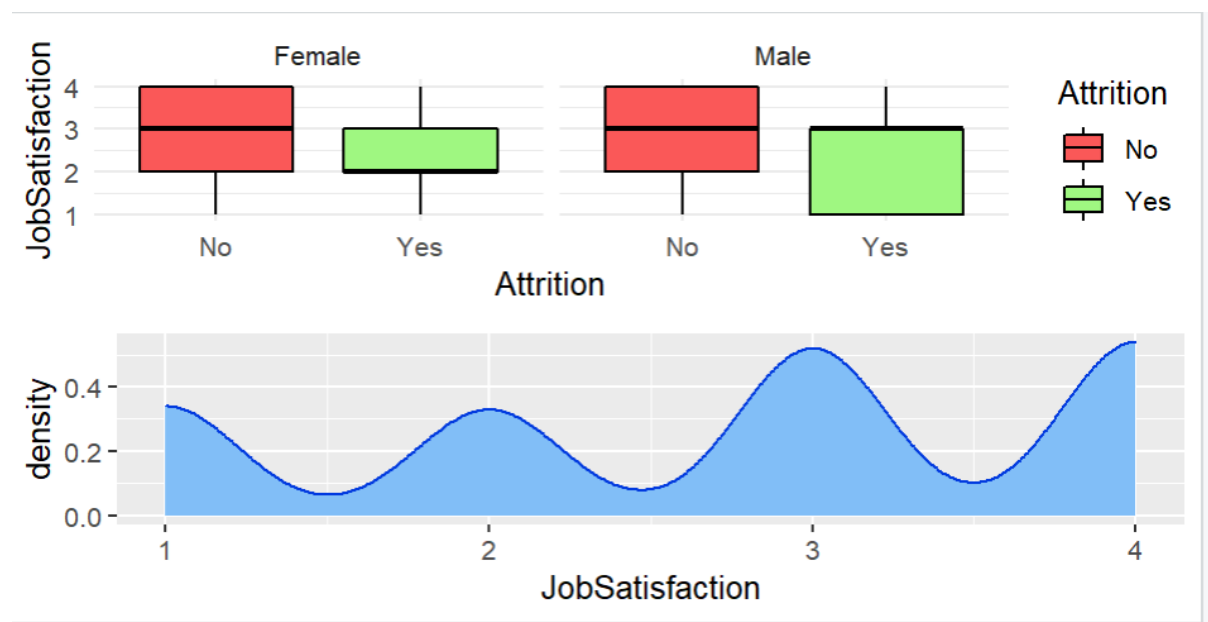 Female Male
JobSatisfaction
4
3
2
1
No Yes No Yes
Attrition
Attrition
No
Yes
density
0.4
0.2
0.0
1 2 3 4
JobSatisfaction